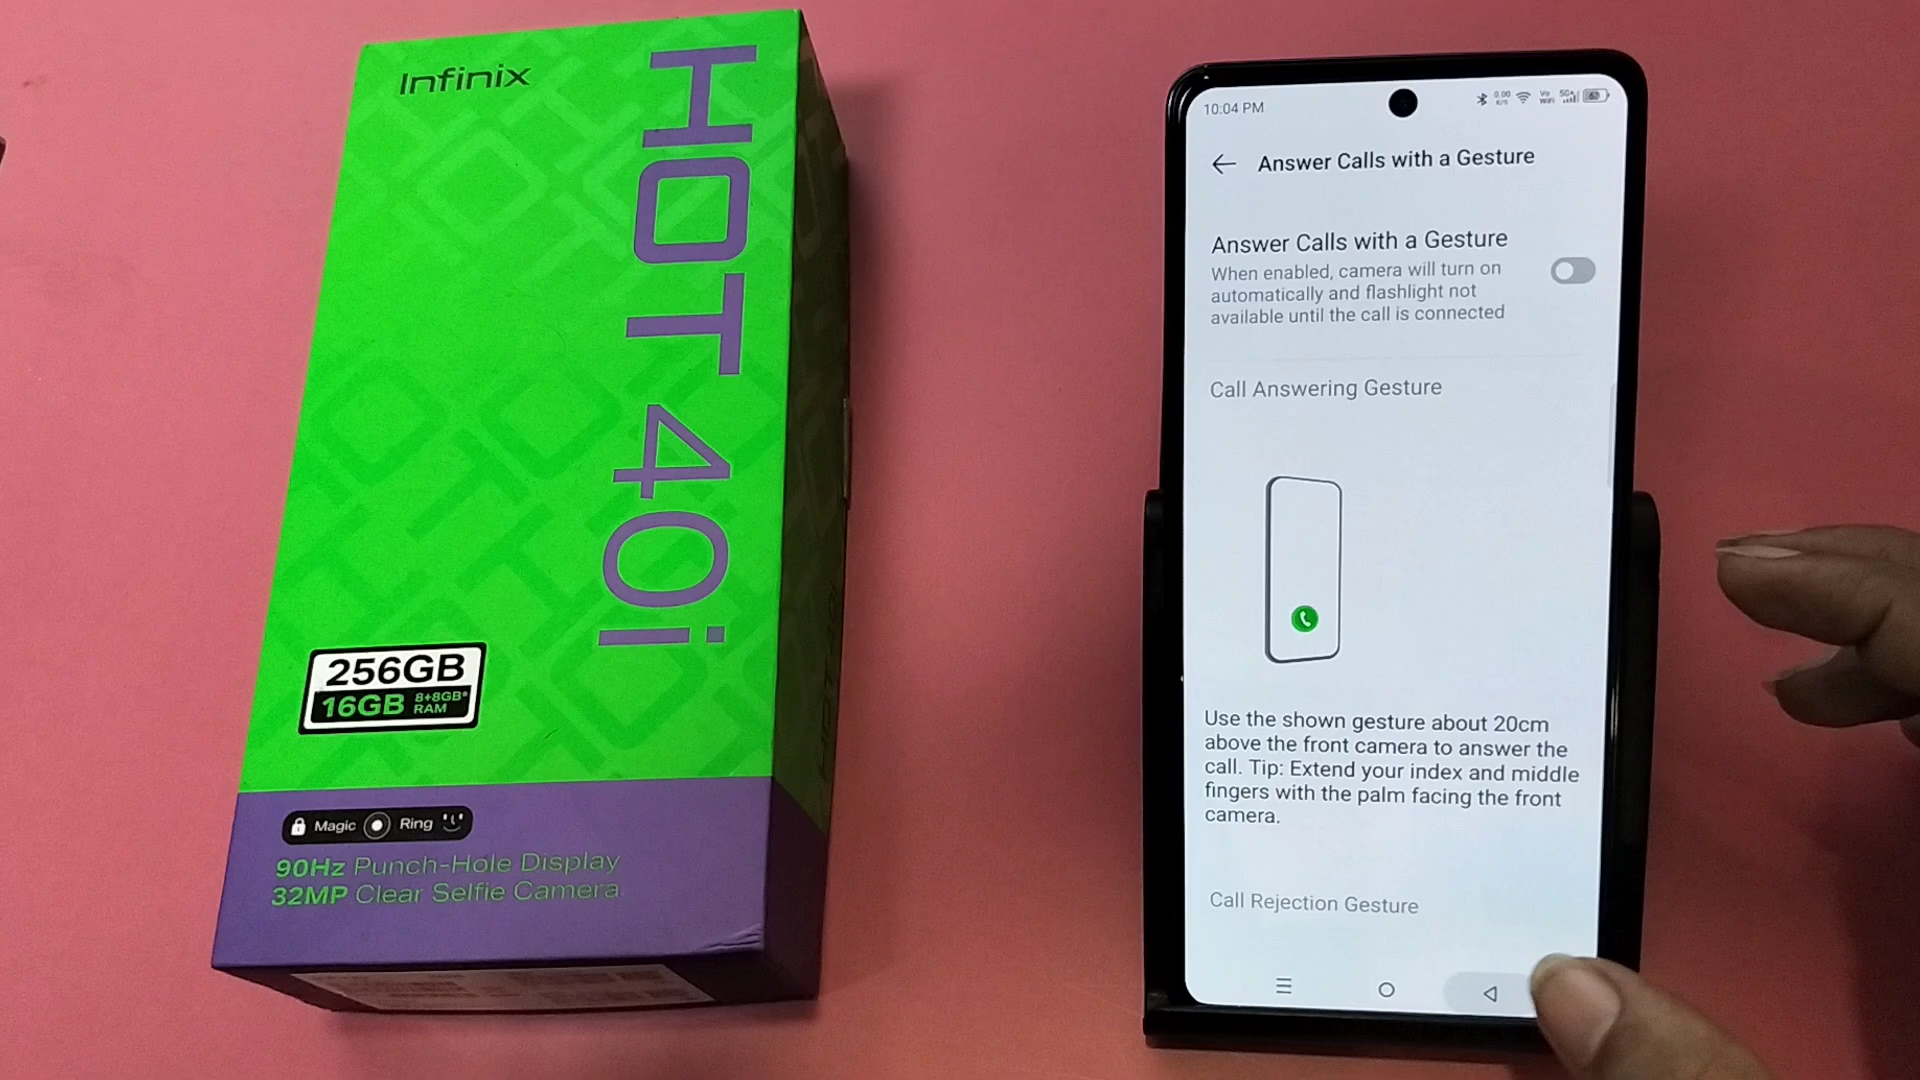 Infinix
HOT 40i
256GB
16GB 8+8GB*
RAM
Magic Ring
90Hz Punch-Hole Display
32MP Clear Selfie Camera
10:04 PM
Answer Calls with a Gesture
Answer Calls with a Gesture
When enabled, camera will turn on
automatically and flashlight not
available until the call is connected
Call Answering Gesture
Use the shown gesture about 20cm
above the front camera to answer the
call. Tip: Extend your index and middle
fingers with the palm facing the front
camera.
Call Rejection Gesture